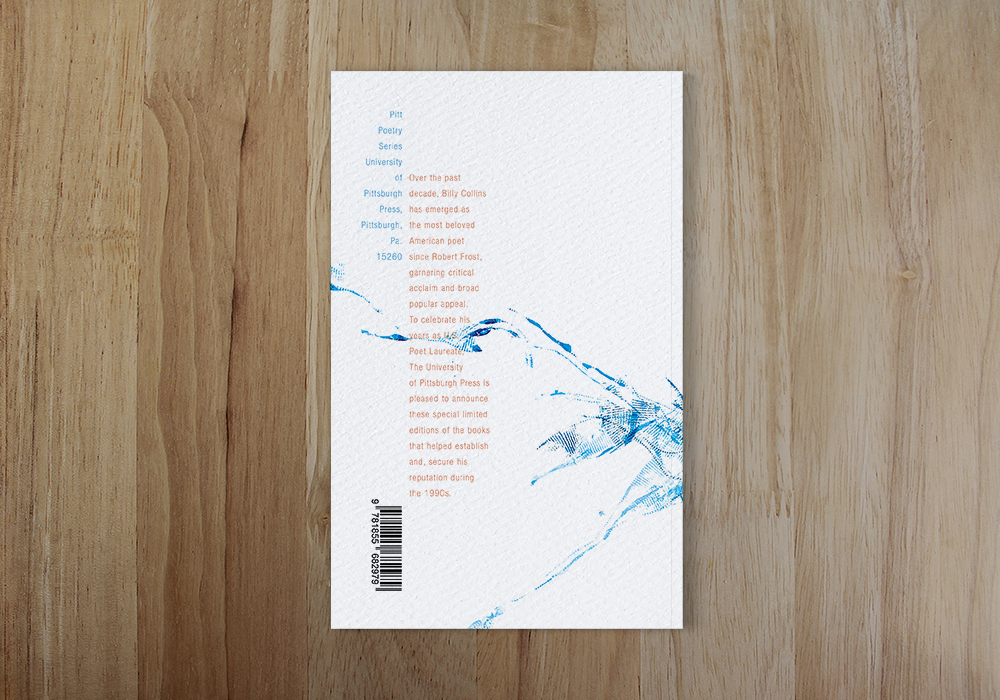 Pitt
Poetry
Series
University
of
Pittsburgh
Press,
Pittsburgh,
Pa.
15260
Over the past
decade, Billy Collins
has emerged as
the most beloved
American poet
since Robert Frost,
garnering critical
acclaim and broad
popular appeal.
To celebrate his
years as U.S.
Poet Laureate,
The University
of Pittsburgh Press is
pleased to announce
these special limited
editions of the books
that helped establish
and, secure his
reputation during
the 1990s.
9 781855 682979